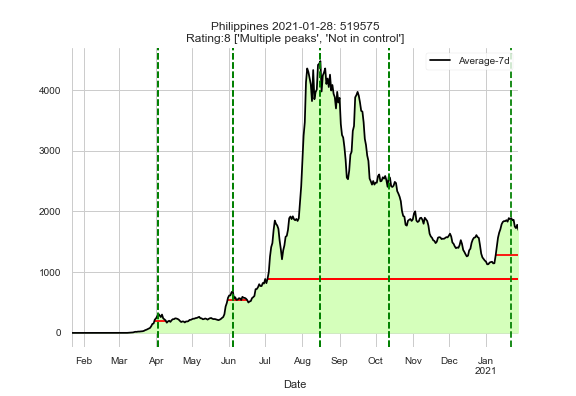 Philippines 2021-01-28: 519575
Rating:8 ['Multiple peaks', 'Not in control']
Average-7d
4000
3000
2000
1000
0
Feb Mar Apr May Jun Jul Aug Sep Oct Nov Dec Jan
2021
Date